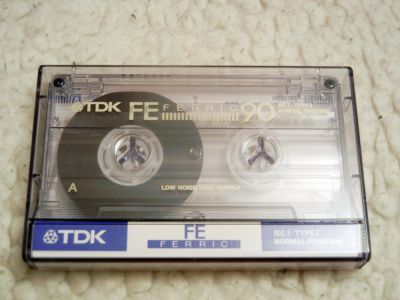 TDK FE FERRIC 90
A
LOW NOISE HIGH OUTPUT
TDK FE IEC I / TYPE I
FERRIC NORMAL POSITION